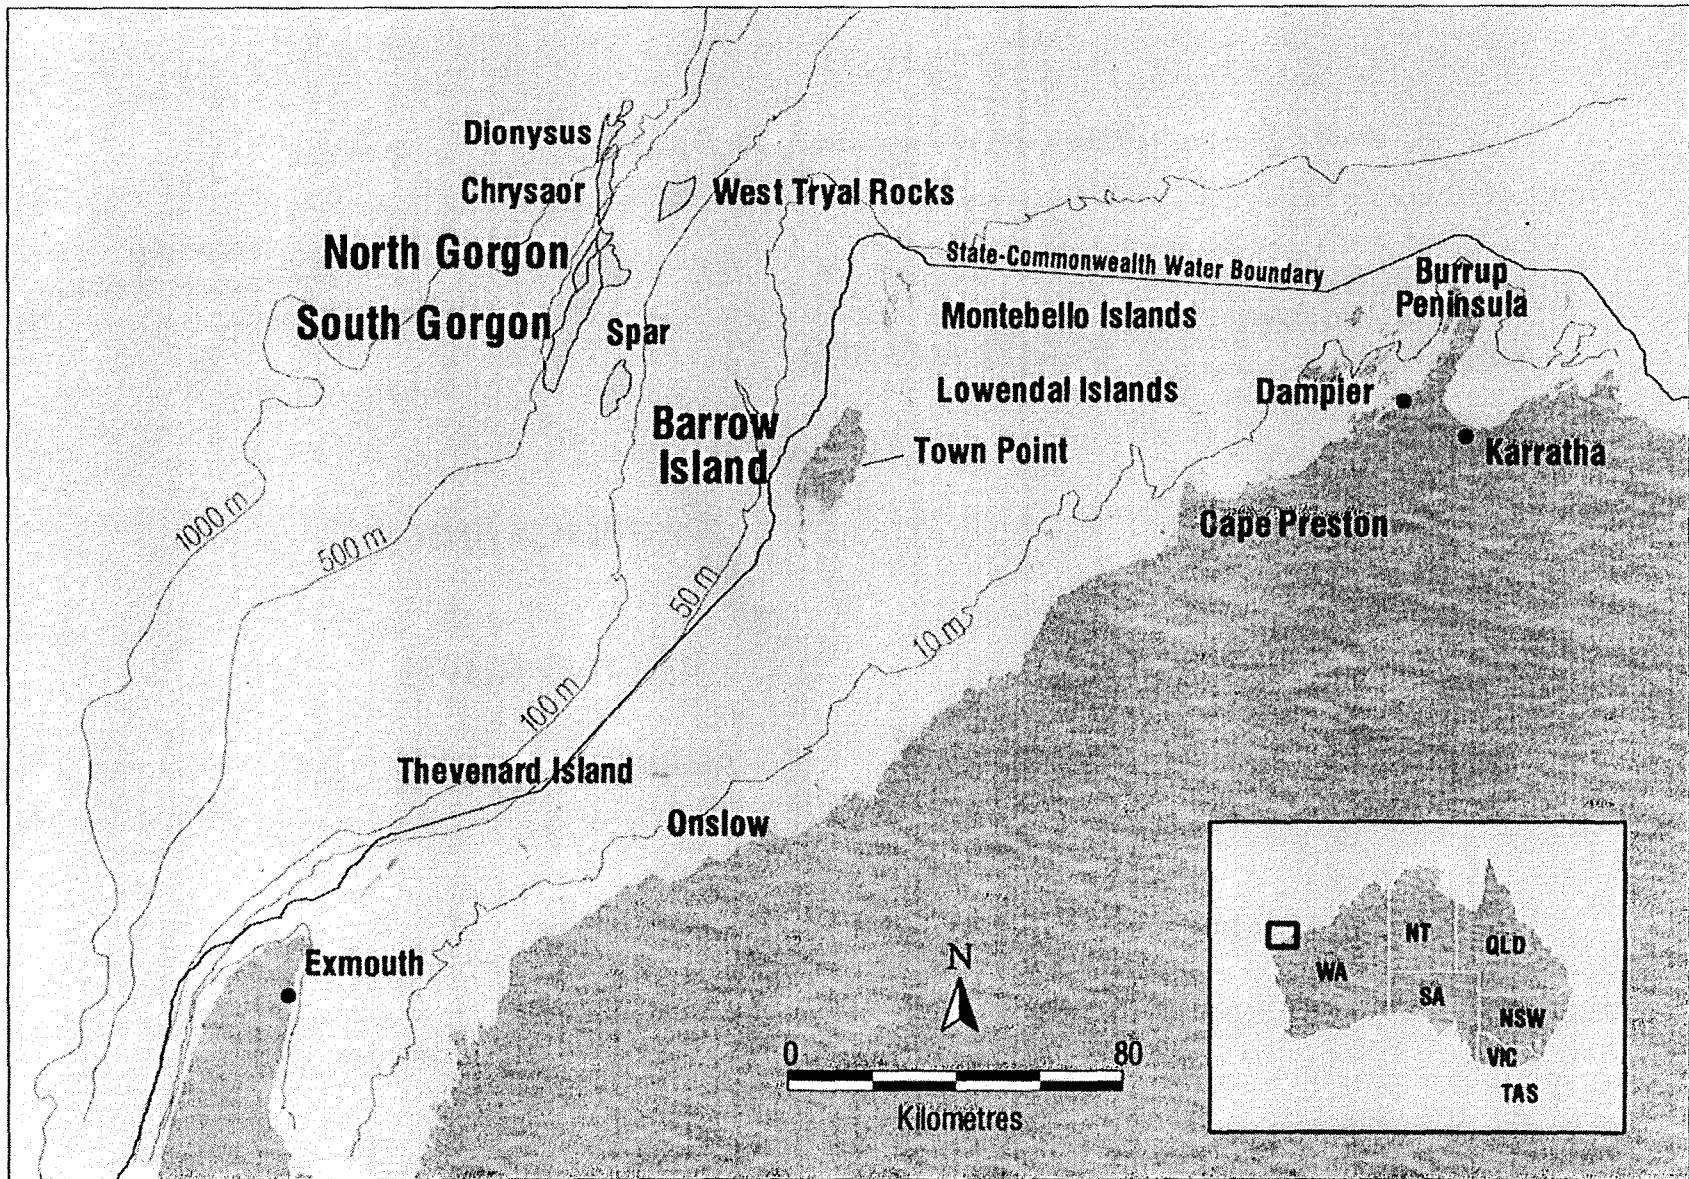 Dionysus
Chrysaor
West Tryal Rocks
North Gorgon
State-Commonwealth Water Boundary
Burrup
Peninsula
South Gorgon
Spar
Montebello Islands
Lowendal Islands
Dampier
Barrow
Island
Town Point
Karratha
1000 m
500 m
Cape Preston
50 m
10 m
100 m
Thevenard Island
Onslow
Exmouth
N
0 80
Kilometres
NT
QLD
WA
SA
NSW
VIC
TAS